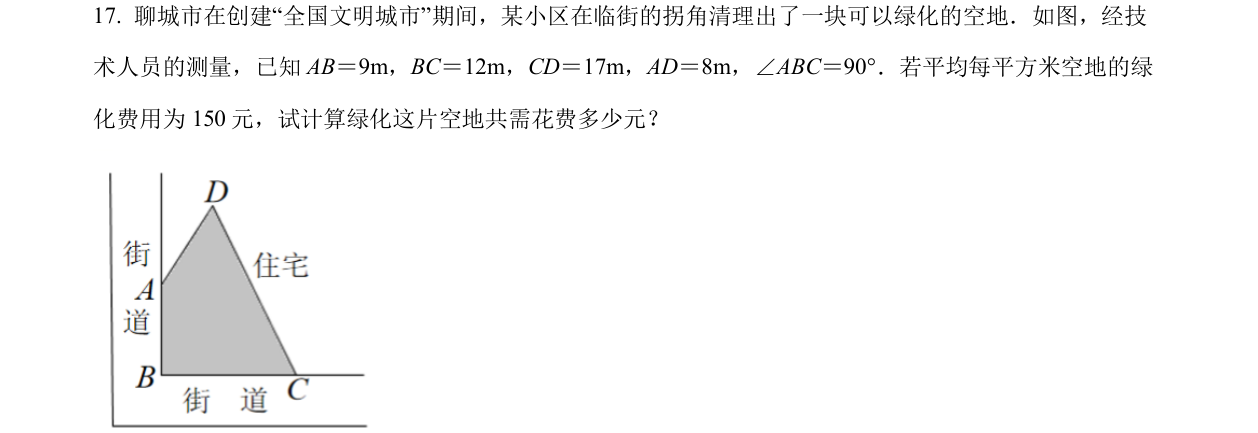 17. 聊城市在创建“全国文明城市”期间，某小区在临街的拐角清理出了一块可以绿化的空地．如图，经技
术人员的测量，已知 AB＝9m，BC＝12m，CD＝17m，AD＝8m，∠ABC＝90°．若平均每平方米空地的绿
化费用为 150 元，试计算绿化这片空地共需花费多少元？
D
街
住宅
A
道
B
C
街 道